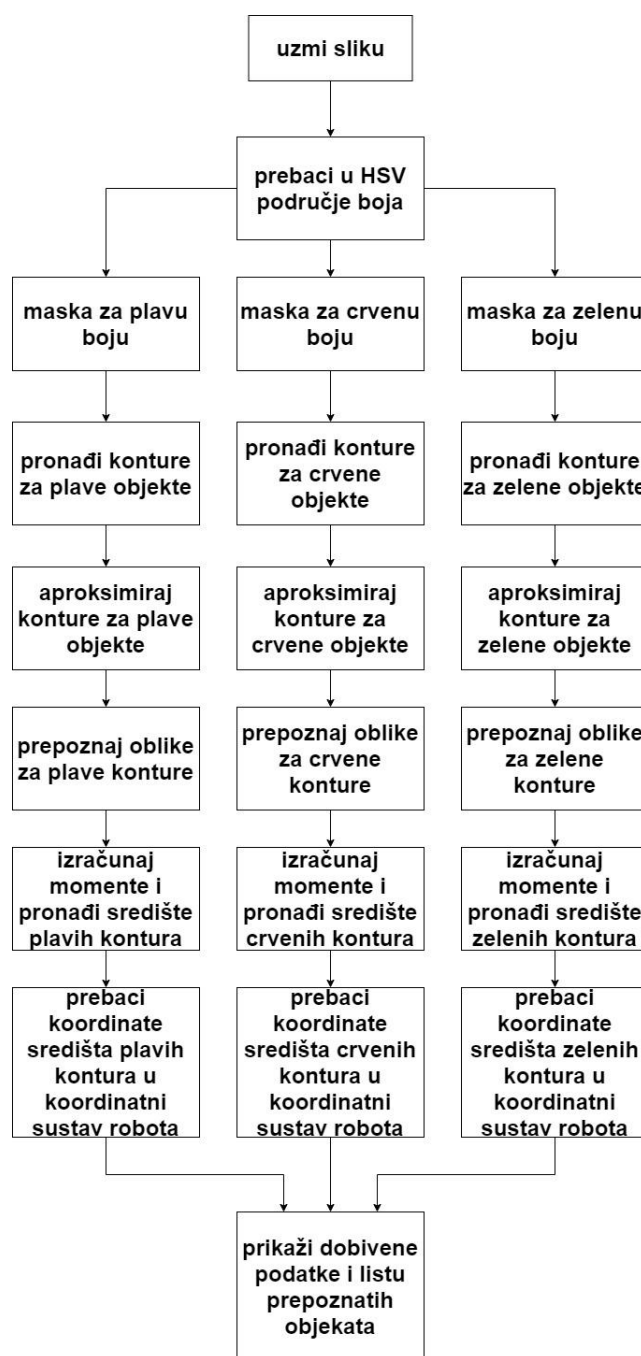 uzmi sliku
prebaci u HSV
područje boja
maska za plavu
boju
maska za crvenu
boju
maska za zelenu
boju
pronađi konture
za plave objekte
pronađi konture
za crvene
objekte
pronađi konture
za zelene objekte
aproksimiraj
konture za plave
objekte
aproksimiraj
konture za
crvene objekte
aproksimiraj
konture za
zelene objekte
prepoznaj oblike
za plave konture
prepoznaj oblike
za crvene
konture
prepoznaj oblike
za zelene
konture
izračunaj
momente i
pronađi središte
plavih kontura
izračunaj
momente i
pronađi središte
crvenih kontura
izračunaj
momente i
pronađi središte
zelenih kontura
prebaci
koordinate
središta plavih
kontura u
koordinatni
sustav robota
prebaci
koordinate
središta crvenih
kontura u
koordinatni
sustav robota
prebaci
koordinate
središta zelenih
kontura u
koordinatni
sustav robota
prikaži dobivene
podatke i listu
prepoznatih
objekata